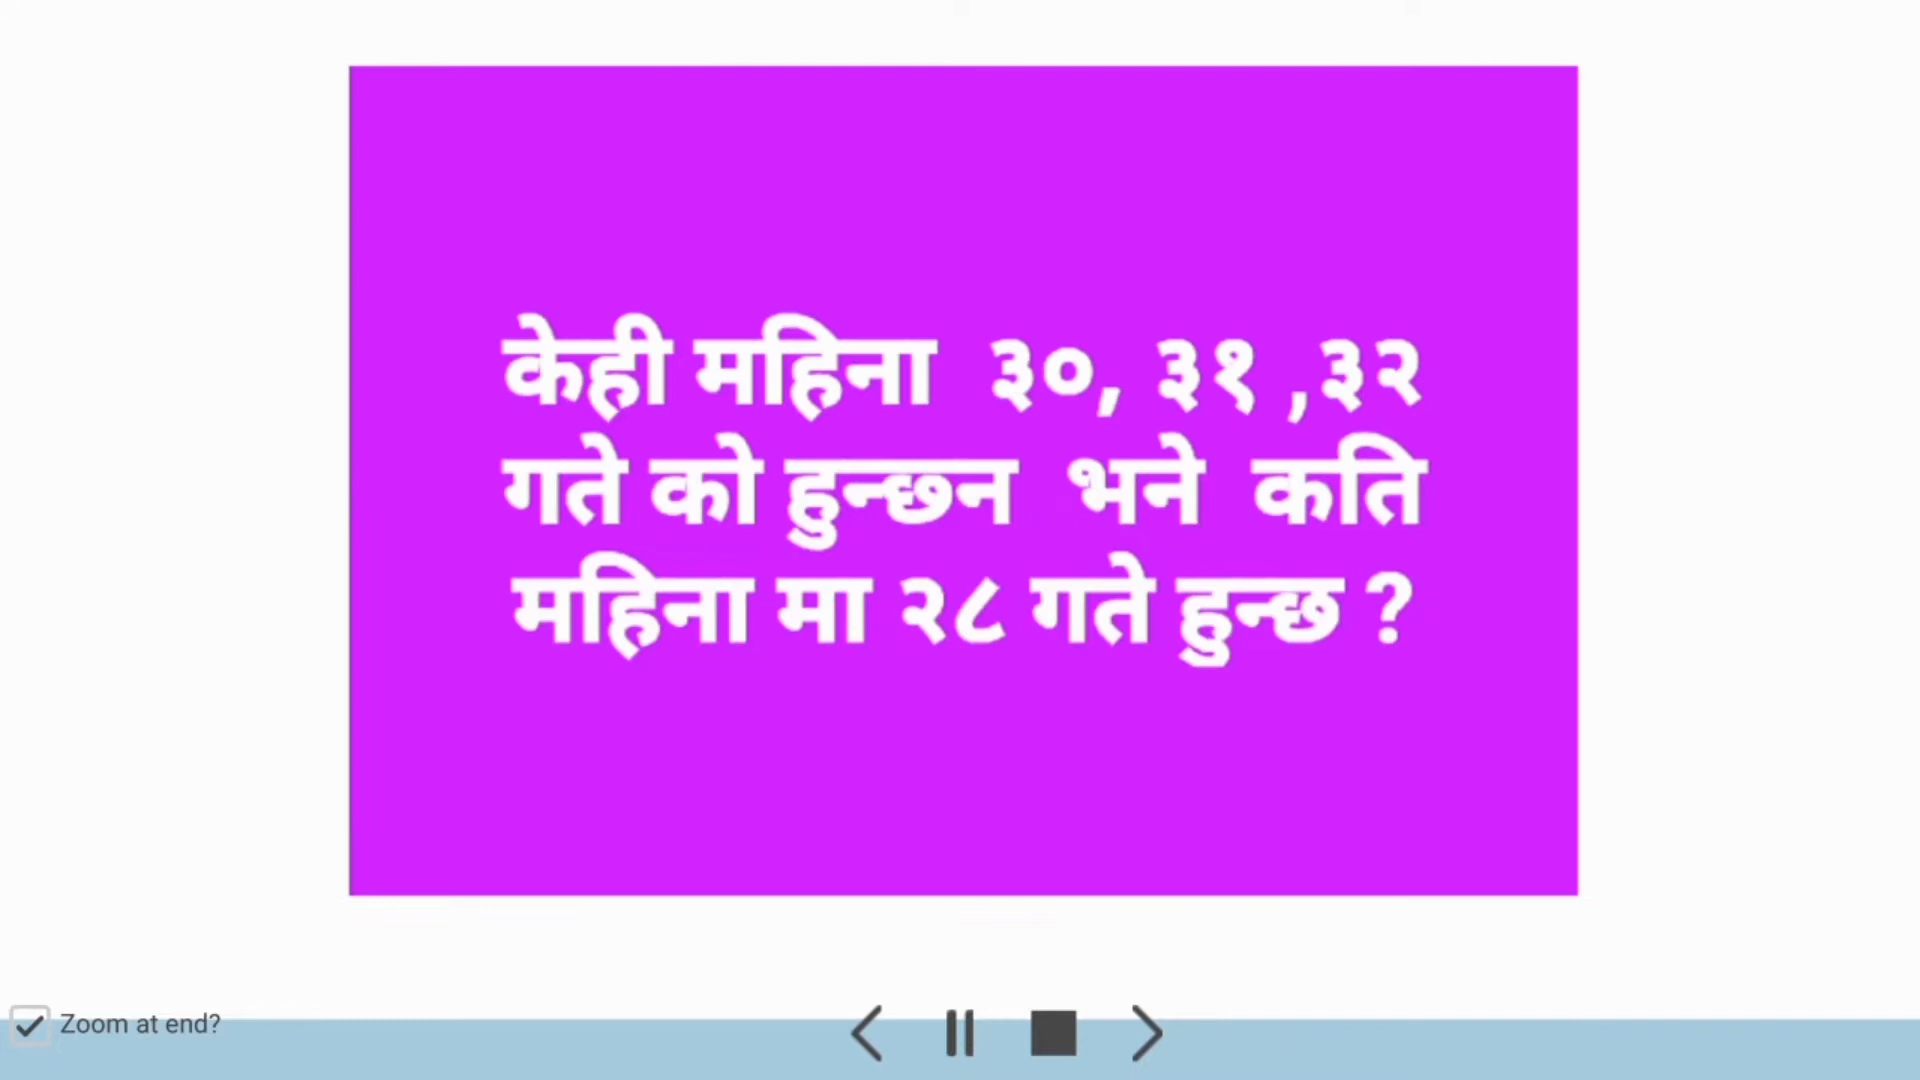 केही महिना ३०, ३१ ,३२
गते को हुन्छन भने कति
महिना मा २८ गते हुन्छ ?
Zoom at end?